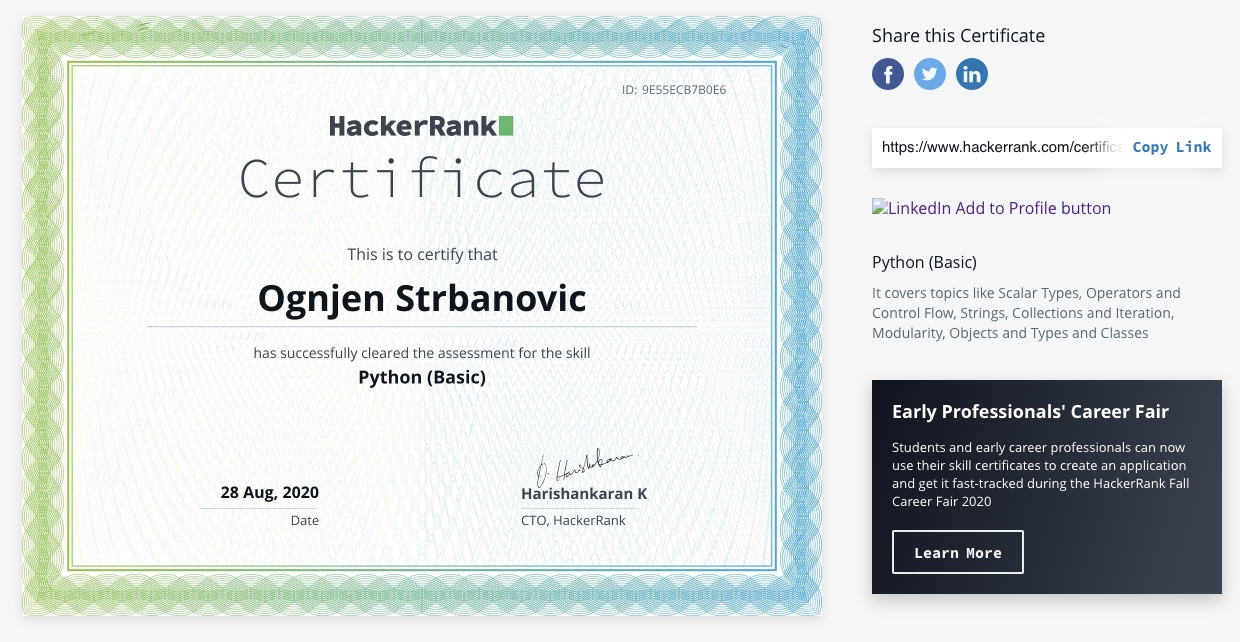 ID: 9E55ECB7B0E6
HackerRank
Certificate
This is to certify that
Ognjen Strbanovic
has successfully cleared the assessment for the skill
Python (Basic)
28 Aug, 2020
Date
H. Harishankaran
Harishankaran K
CTO, HackerRank
Share this Certificate
https://www.hackerrank.com/certifica
Copy Link
LinkedIn Add to Profile button
Python (Basic)
It covers topics like Scalar Types, Operators and
Control Flow, Strings, Collections and Iteration,
Modularity, Objects and Types and Classes
Early Professionals' Career Fair
Students and early career professionals can now
use their skill certificates to create an application
and get it fast-tracked during the HackerRank Fall
Career Fair 2020
Learn More